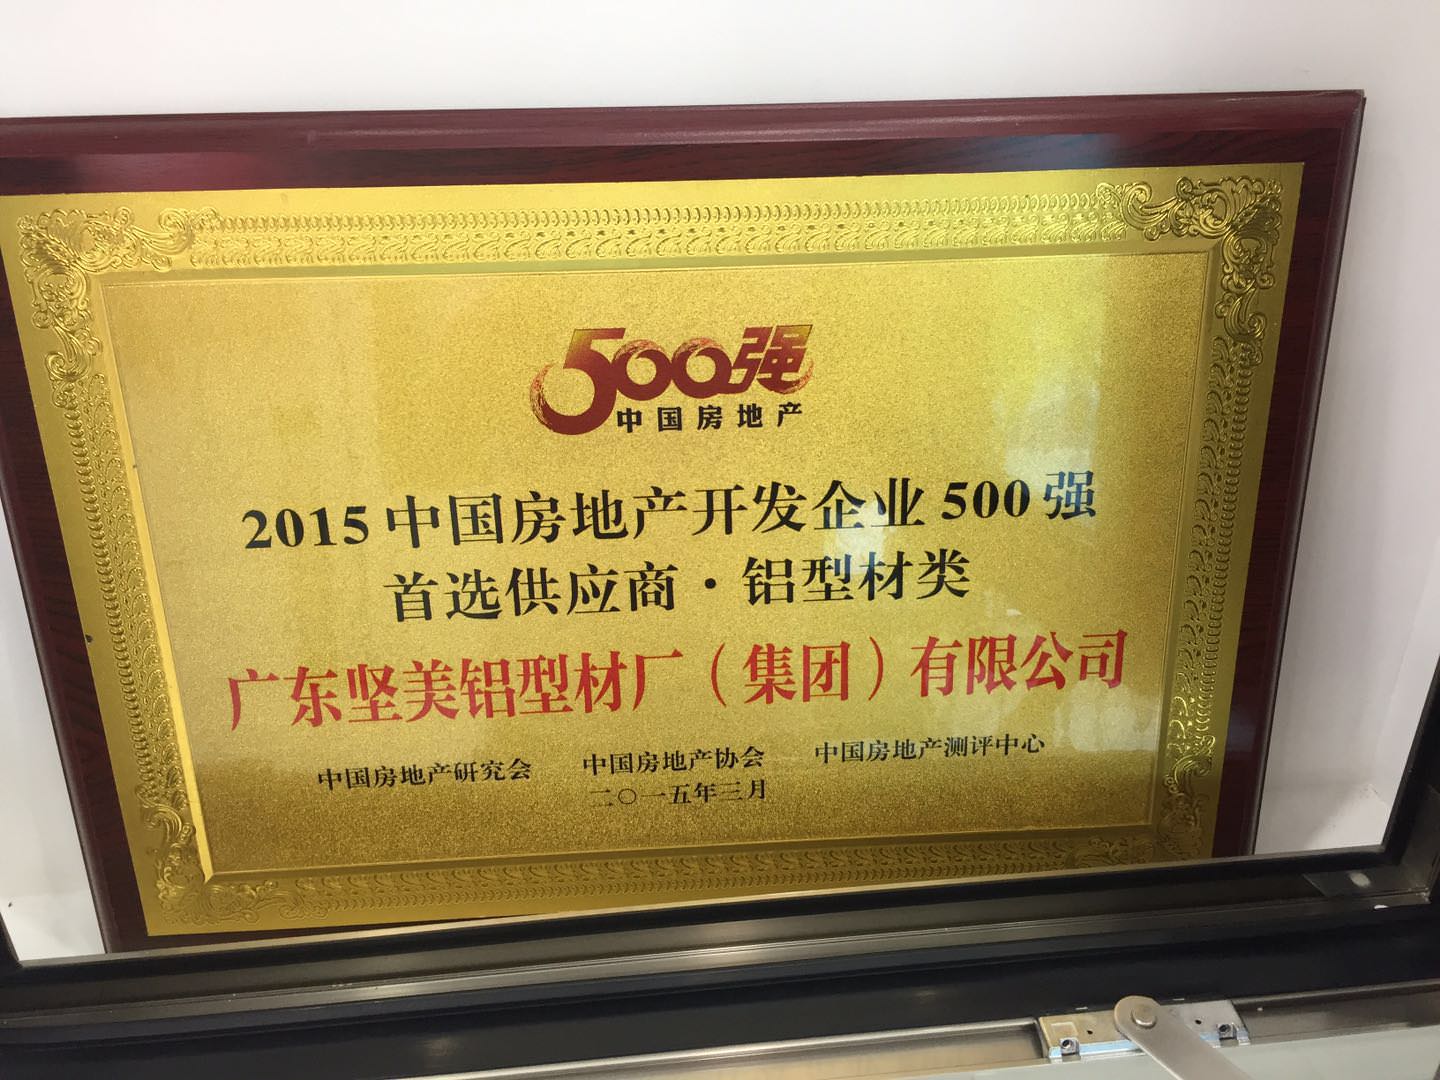 500强
中国房地产
2015中国房地产开发企业500强
首选供应商·铝型材类
广东坚美铝型材厂(集团)有限公司
中国房地产研究会 中国房地产协会 中国房地产测评中心
二〇一五年三月